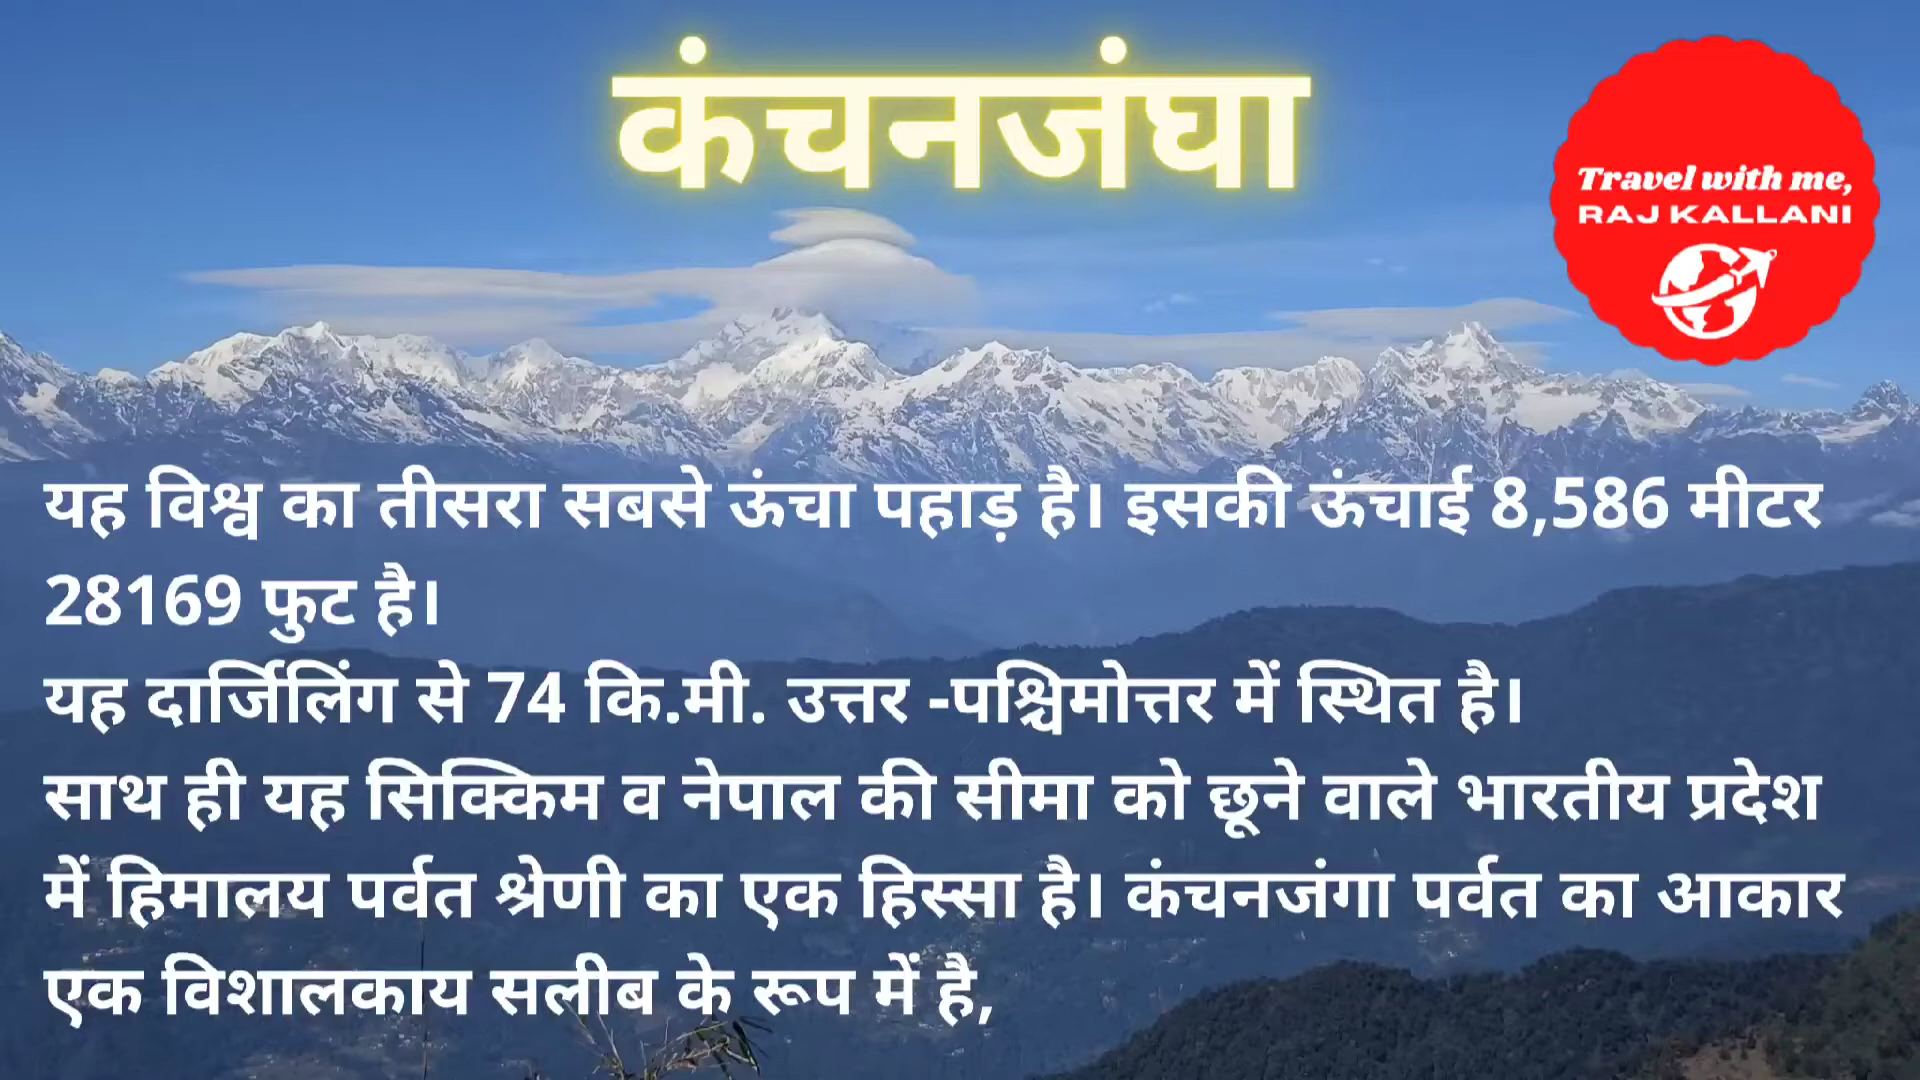 कंचनजंघा
Travel with me,
RAJ KALLANI
यह विश्व का तीसरा सबसे ऊंचा पहाड़ है। इसकी ऊंचाई 8,586 मीटर
28169 फुट है।
यह दार्जिलिंग से 74 कि.मी. उत्तर -पश्चिमोत्तर में स्थित है।
साथ ही यह सिक्किम व नेपाल की सीमा को छूने वाले भारतीय प्रदेश
में हिमालय पर्वत श्रेणी का एक हिस्सा है। कंचनजंगा पर्वत का आकार
एक विशालकाय सलीब के रूप में है,